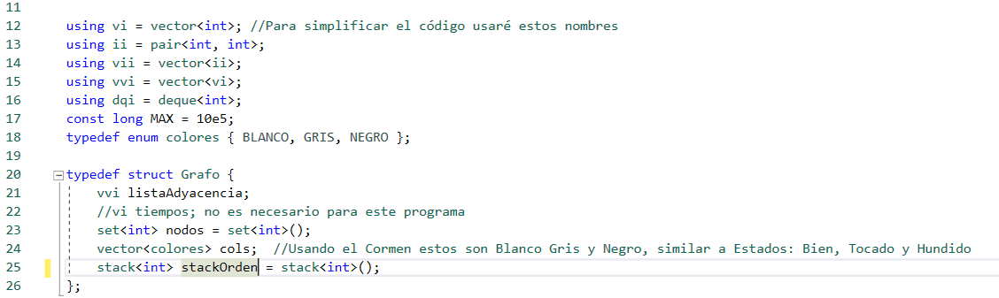 11
12 using vi = vector<int>; //Para simplificar el código usaré estos nombres
13 using ii = pair<int, int>;
14 using vii = vector<ii>;
15 using vvi = vector<vi>;
16 using dqi = deque<int>;
17 const long MAX = 10e5;
18 typedef enum colores { BLANCO, GRIS, NEGRO };
19
20 typedef struct Grafo {
21 vvi listaAdyacencia;
22 //vi tiempos; no es necesario para este programa
23 set<int> nodos = set<int>();
24 vector<colores> cols;  //Usando el Cormen estos son Blanco Gris y Negro, similar a Estados: Bien, Tocado y Hundido
25 stack<int> stackOrden = stack<int>();
26 };